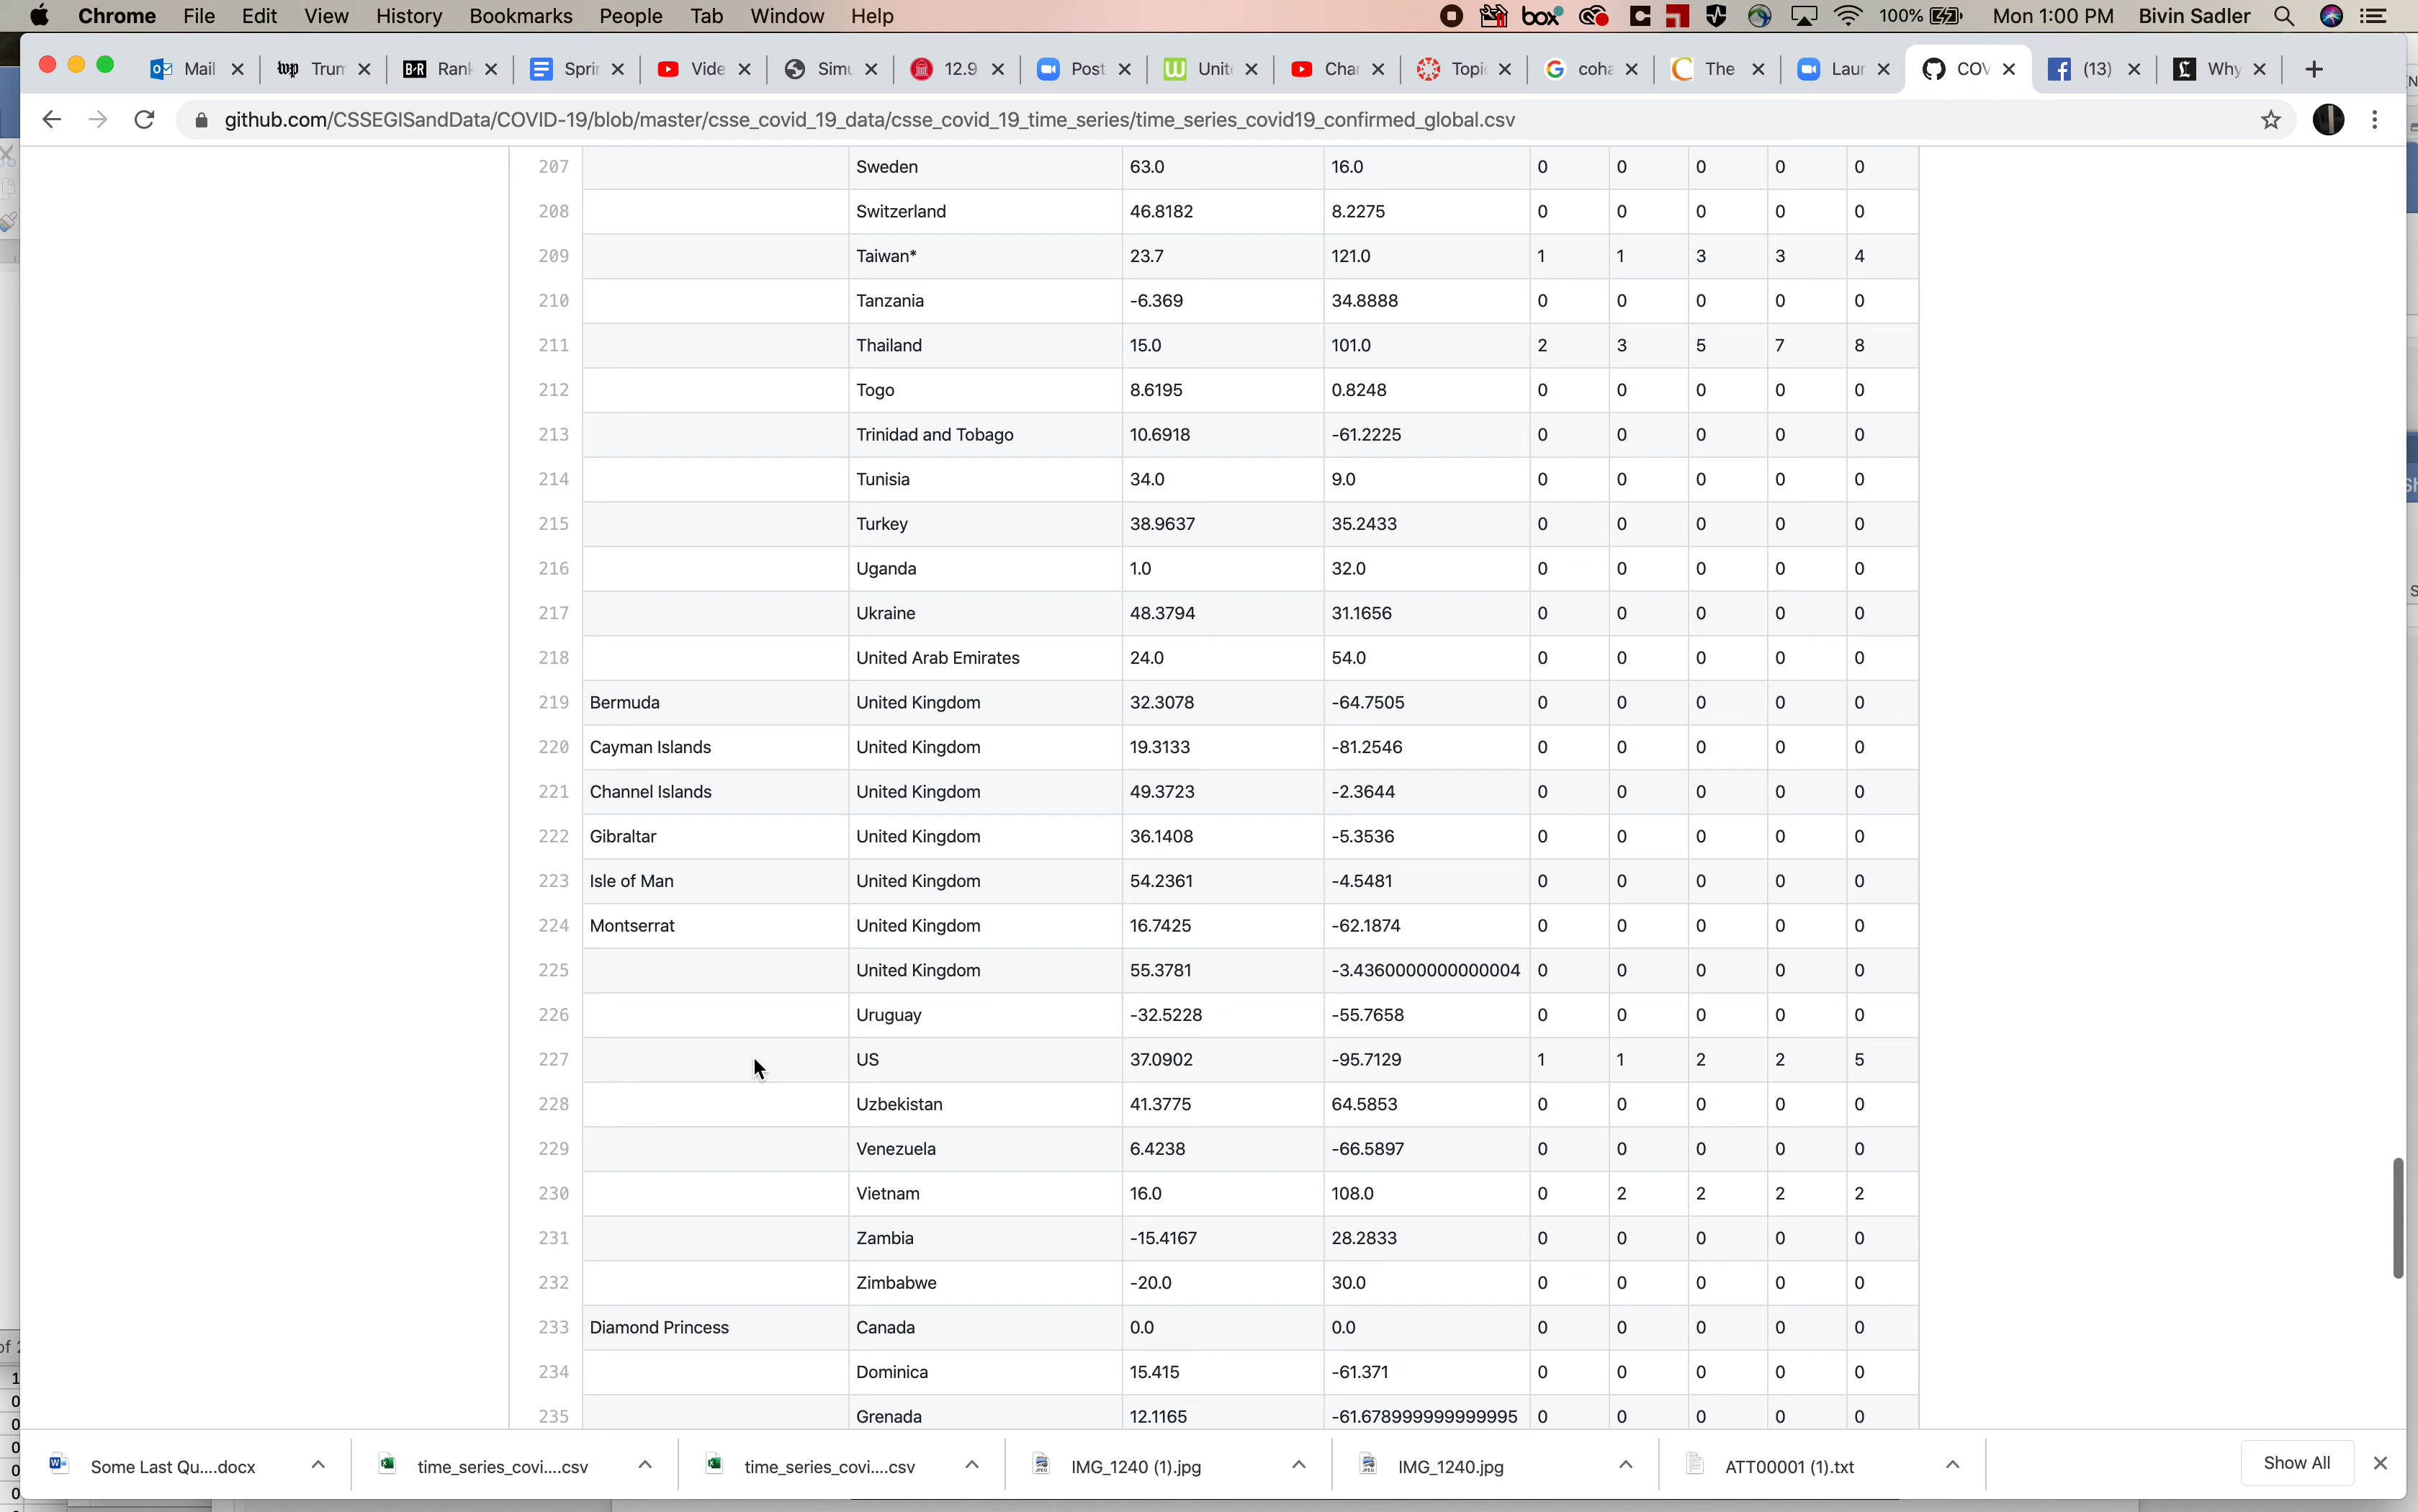 Chrome File Edit View History Bookmarks People Tab Window Help box 100% Mon 1:00 PM Bivin Sadler
Mail Trum Rank Sprin Vide Simu 12.9 Post Unite Char Topi coha The Laur COV (13) Why
github.com/CSSEGISandData/COVID-19/blob/master/csse_covid_19_data/csse_covid_19_time_series/time_series_covid19_confirmed_global.csv
207 Sweden 63.0 16.0 0 0 0 0 0
208 Switzerland 46.8182 8.2275 0 0 0 0 0
209 Taiwan* 23.7 121.0 1 1 3 3 4
210 Tanzania -6.369 34.8888 0 0 0 0 0
211 Thailand 15.0 101.0 2 3 5 7 8
212 Togo 8.6195 0.8248 0 0 0 0 0
213 Trinidad and Tobago 10.6918 -61.2225 0 0 0 0 0
214 Tunisia 34.0 9.0 0 0 0 0 0
215 Turkey 38.9637 35.2433 0 0 0 0 0
216 Uganda 1.0 32.0 0 0 0 0 0
217 Ukraine 48.3794 31.1656 0 0 0 0 0
218 United Arab Emirates 24.0 54.0 0 0 0 0 0
219 Bermuda United Kingdom 32.3078 -64.7505 0 0 0 0 0
220 Cayman Islands United Kingdom 19.3133 -81.2546 0 0 0 0 0
221 Channel Islands United Kingdom 49.3723 -2.3644 0 0 0 0 0
222 Gibraltar United Kingdom 36.1408 -5.3536 0 0 0 0 0
223 Isle of Man United Kingdom 54.2361 -4.5481 0 0 0 0 0
224 Montserrat United Kingdom 16.7425 -62.1874 0 0 0 0 0
225 United Kingdom 55.3781 -3.4360000000000004 0 0 0 0 0
226 Uruguay -32.5228 -55.7658 0 0 0 0 0
227 US 37.0902 -95.7129 1 1 2 2 5
228 Uzbekistan 41.3775 64.5853 0 0 0 0 0
229 Venezuela 6.4238 -66.5897 0 0 0 0 0
230 Vietnam 16.0 108.0 0 2 2 2 2
231 Zambia -15.4167 28.2833 0 0 0 0 0
232 Zimbabwe -20.0 30.0 0 0 0 0 0
233 Diamond Princess Canada 0.0 0.0 0 0 0 0 0
234 Dominica 15.415 -61.371 0 0 0 0 0
235 Grenada 12.1165 -61.678999999999995 0 0 0 0 0
Some Last Qu....docx time_series_covi....csv time_series_covi....csv IMG_1240 (1).jpg IMG_1240.jpg ATT00001 (1).txt Show All